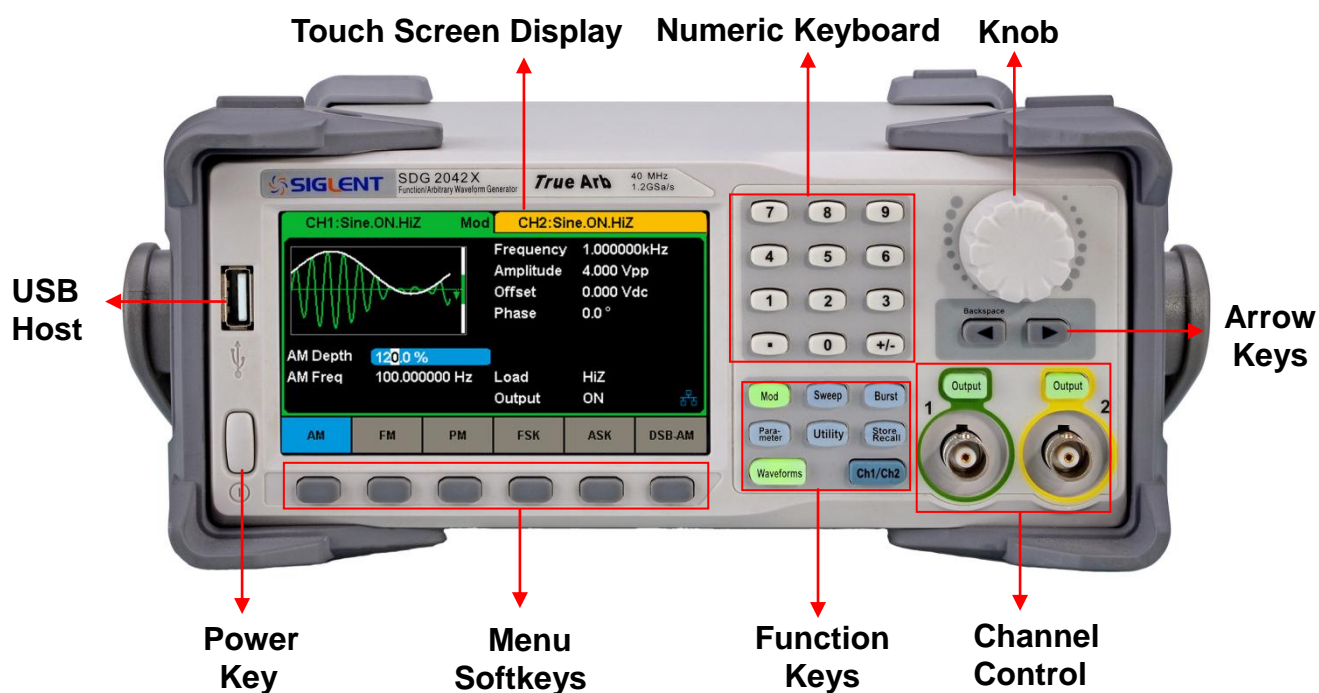 Touch Screen Display
Numeric Keyboard
Knob
SIGLENT
SDG 2042X
Function/Arbitrary Waveform Generator
True Arb
40 MHz
1.2GSa/s
CH1:Sine.ON.HiZ Mod
CH2:Sine.ON.HiZ
Frequency 1.000000kHz
Amplitude 4.000 Vpp
Offset 0.000 Vdc
Phase 0.0 °
AM Depth 120.0 %
AM Freq 100.000000 Hz
Load HiZ
Output ON
AM FM PM FSK ASK DSB-AM
7 8 9
4 5 6
1 2 3
. 0 +/-
Mod Sweep Burst
Para-
meter
Utility
Store
Recall
Waveforms Ch1/Ch2
Backspace
Output
1
Output
2
USB
Host
Arrow
Keys
Power
Key
Menu
Softkeys
Function
Keys
Channel
Control